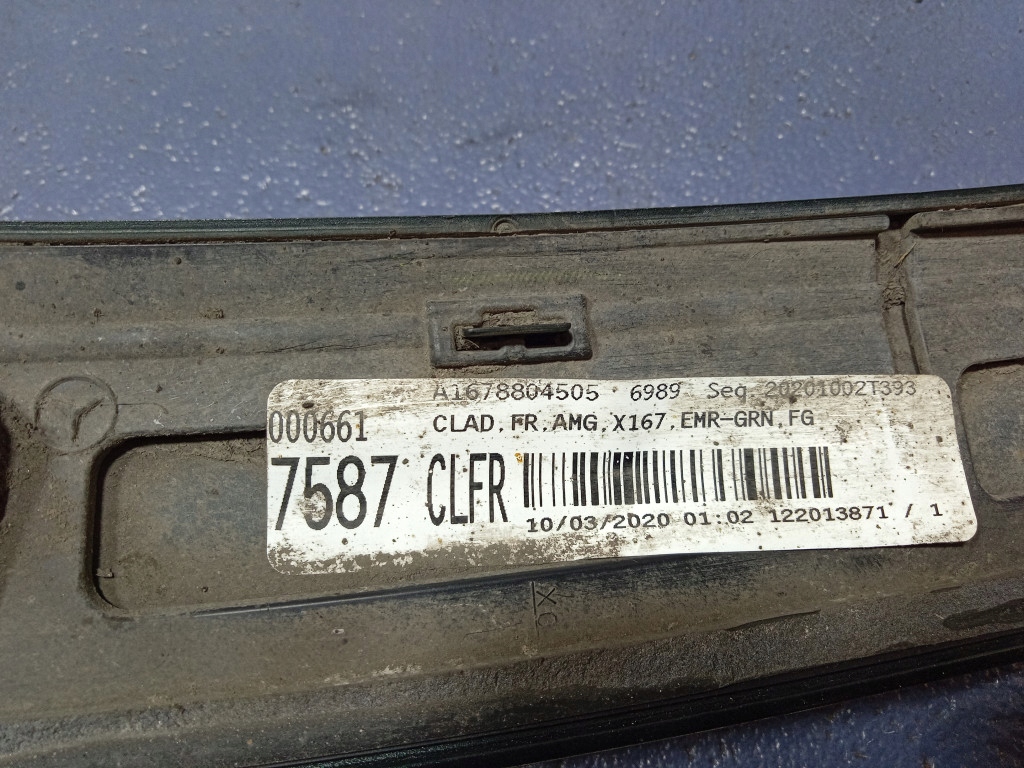 A1678804505 6989 Seq 20201002T393
000661 CLAD, FR, AMG, X167, EMR-GRN, FG
7587 CLFR
10/03/2020 01:02 122013871 / 1
XC